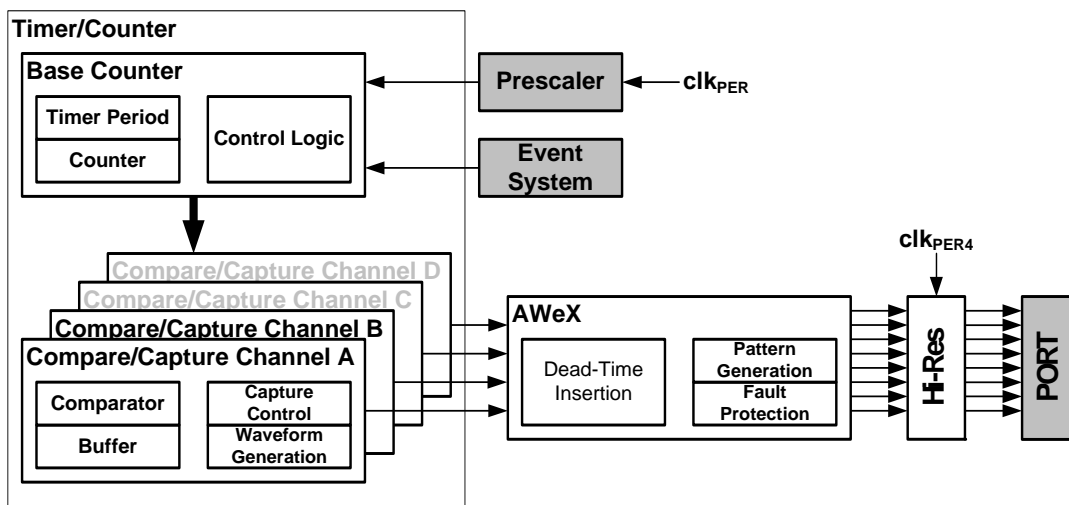 Timer/Counter
Base Counter
Timer Period
Counter
Control Logic
Prescaler
clkPER
Event
System
Compare/Capture Channel D
Compare/Capture Channel C
Compare/Capture Channel B
Compare/Capture Channel A
Comparator
Buffer
Capture
Control
Waveform
Generation
AWeX
Dead-Time
Insertion
Pattern
Generation
Fault
Protection
clkPER4
Hi-Res
PORT